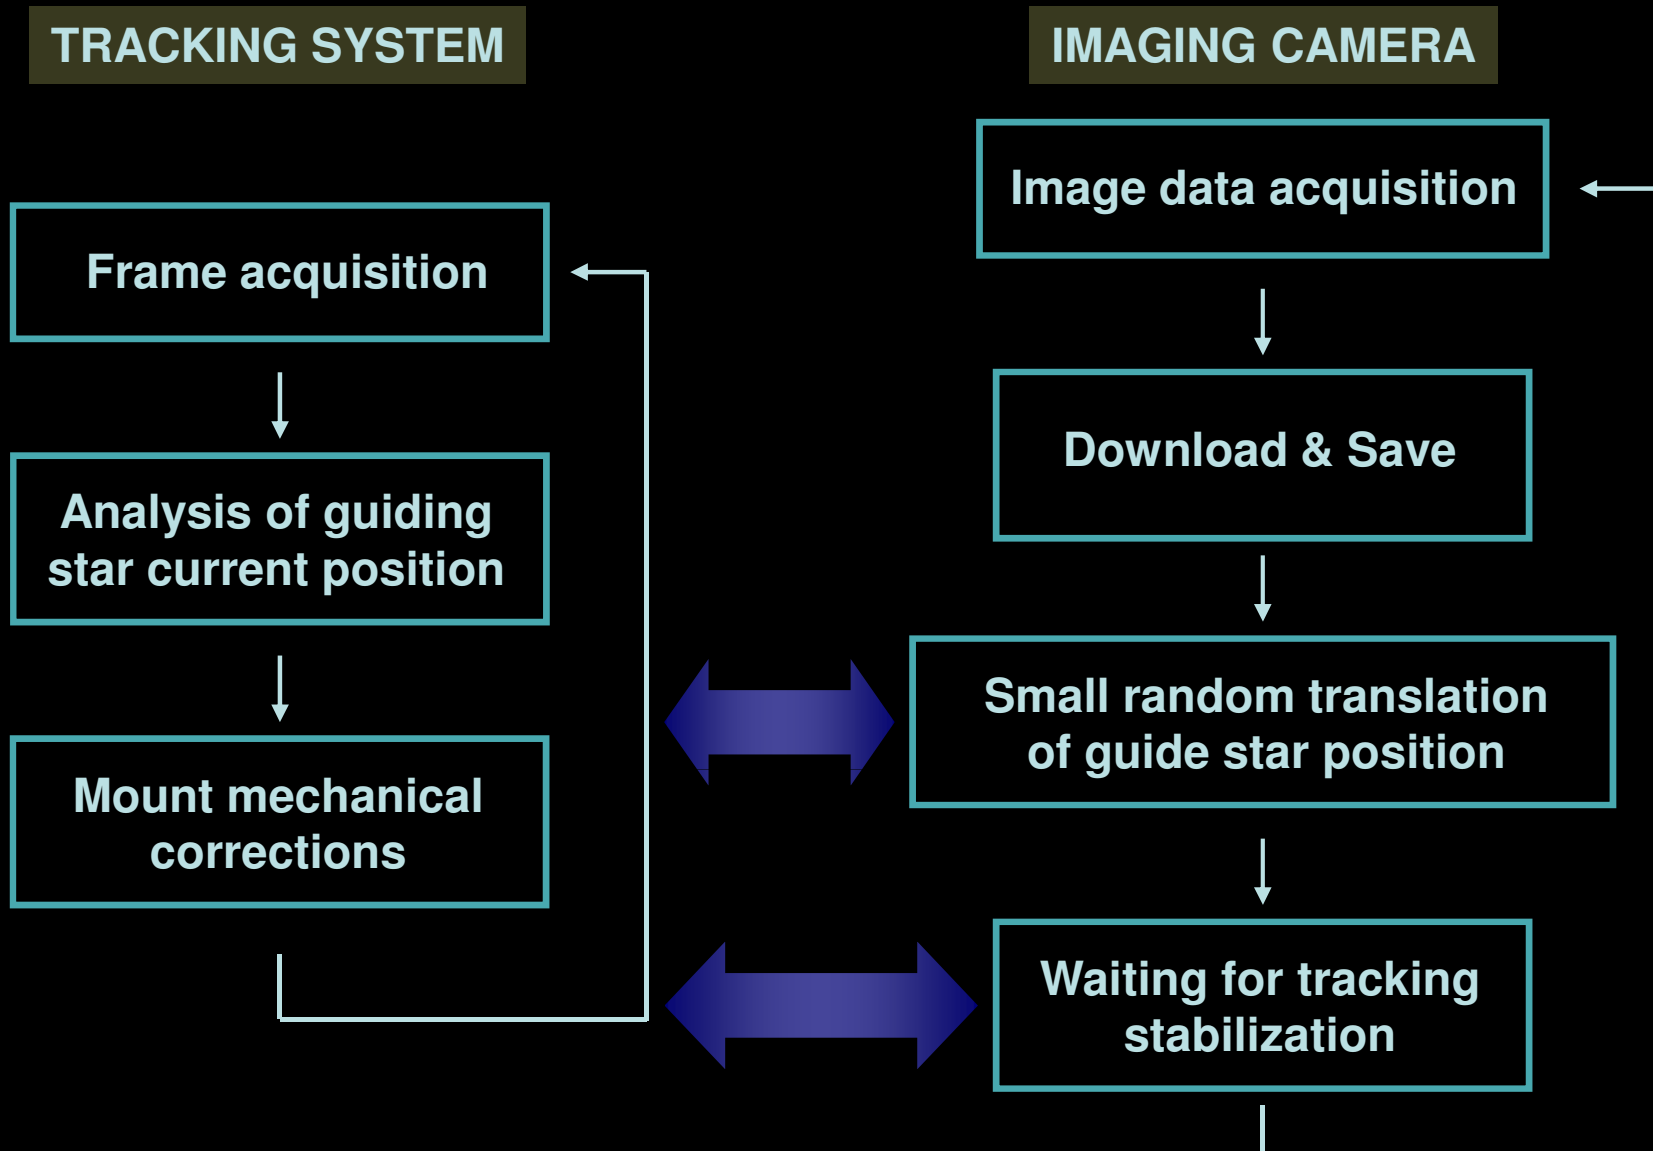 TRACKING SYSTEM
Frame acquisition
Analysis of guiding
star current position
Mount mechanical
corrections
IMAGING CAMERA
Image data acquisition
Download & Save
Small random translation
of guide star position
Waiting for tracking
stabilization